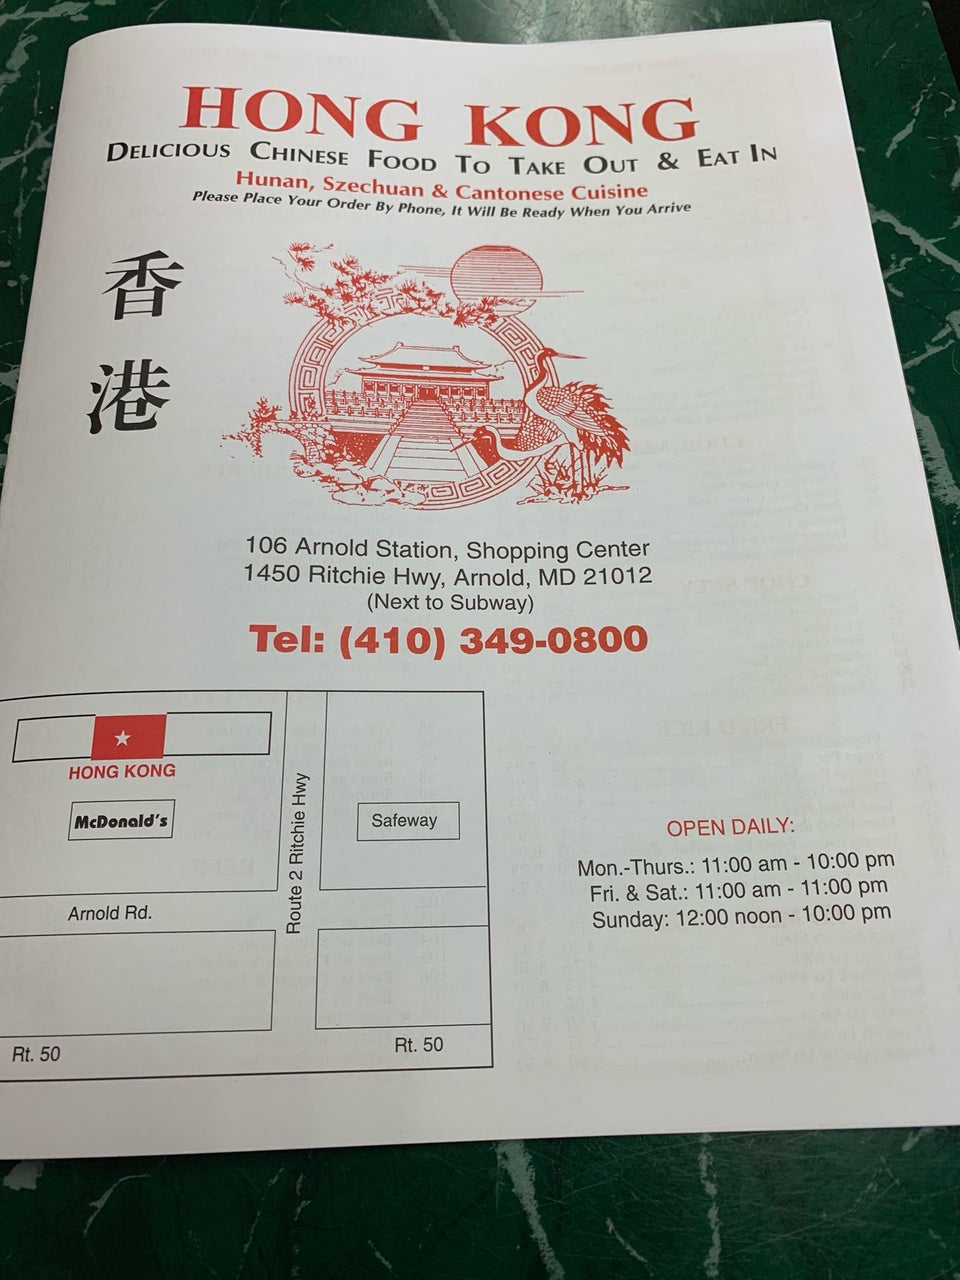 HONG KONG
DELICIOUS CHINESE FOOD TO TAKE OUT & EAT IN
Hunan, Szechuan & Cantonese Cuisine
Please Place Your Order By Phone, It Will Be Ready When You Arrive
香
港
106 Arnold Station, Shopping Center
1450 Ritchie Hwy, Arnold, MD 21012
(Next to Subway)
Tel: (410) 349-0800
HONG KONG
McDonald's
Route 2 Ritchie Hwy
Safeway
Arnold Rd.
Rt. 50
Rt. 50
OPEN DAILY:
Mon.-Thurs.: 11:00 am - 10:00 pm
Fri. & Sat.: 11:00 am - 11:00 pm
Sunday: 12:00 noon - 10:00 pm